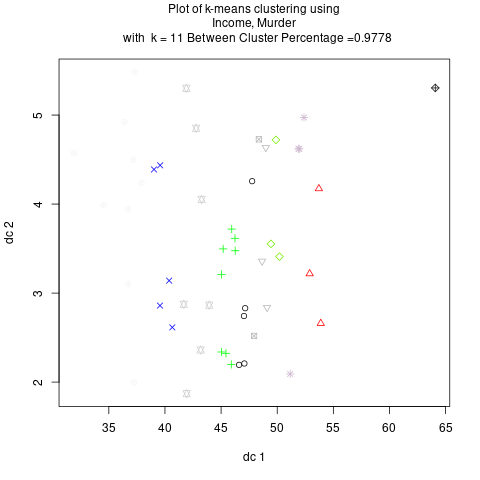 Plot of k-means clustering using
Income, Murder
with k = 11 Between Cluster Percentage =0.9778
5
4
3
2
dc 2
35 40 45 50 55 60 65
dc 1